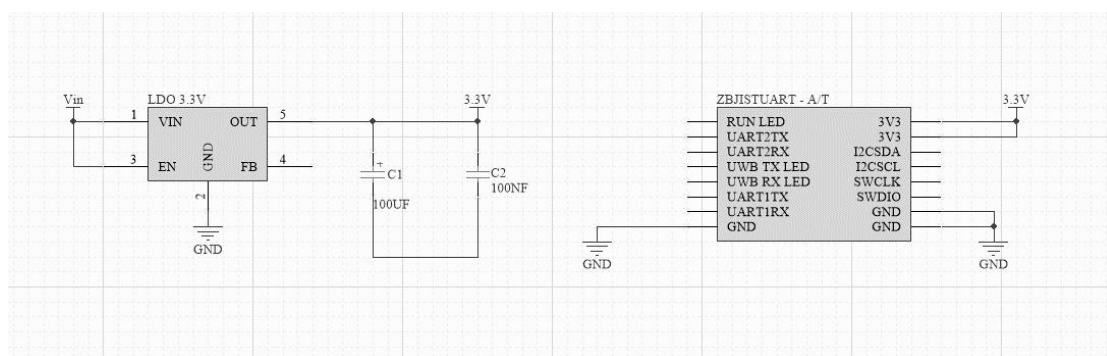 Vin
LDO 3.3V
1 VIN OUT 5
3 EN GND FB 4
2
GND
3.3V
+
C1
100UF
C2
100NF
ZBJISTUART - A/T
RUN LED 3V3
UART2TX 3V3
UART2RX I2CSDA
UWB TX LED I2CSCL
UWB RX LED SWCLK
UART1TX SWDIO
UART1RX GND
GND GND
3.3V
GND
GND